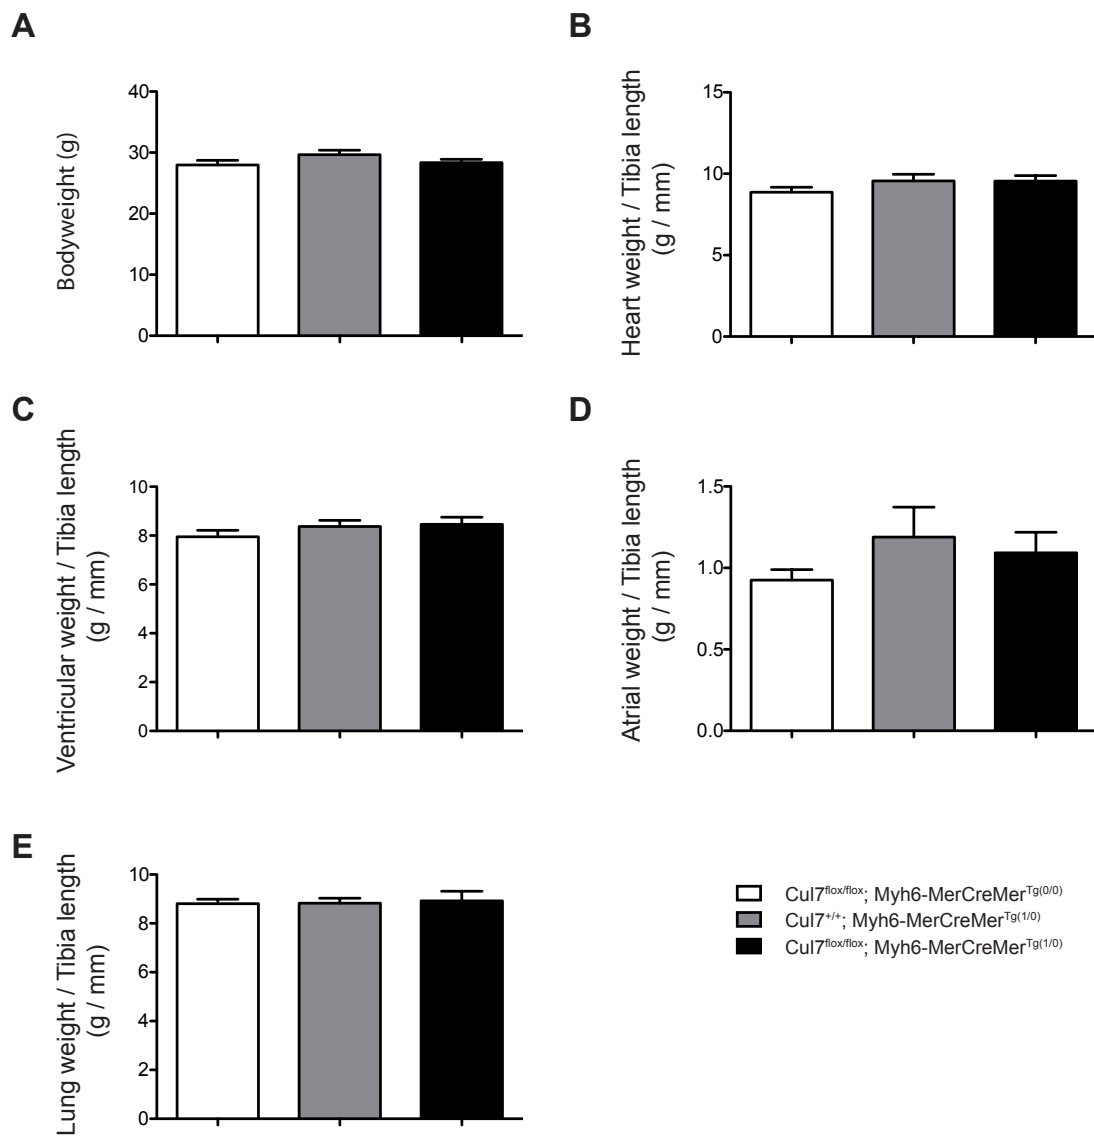 A
Bodyweight (g)
40
30
20
10
0
B
Heart weight / Tibia length
(g / mm)
15
10
5
0
C
Ventricular weight / Tibia length
(g / mm)
10
8
6
4
2
0
D
Atrial weight / Tibia length
(g / mm)
1.5
1.0
0.5
0.0
E
Lung weight / Tibia length
(g / mm)
10
8
6
4
2
0
Cul7flox/flox; Myh6-MerCreMerTg(0/0)
Cul7+/+; Myh6-MerCreMerTg(1/0)
Cul7flox/flox; Myh6-MerCreMerTg(1/0)